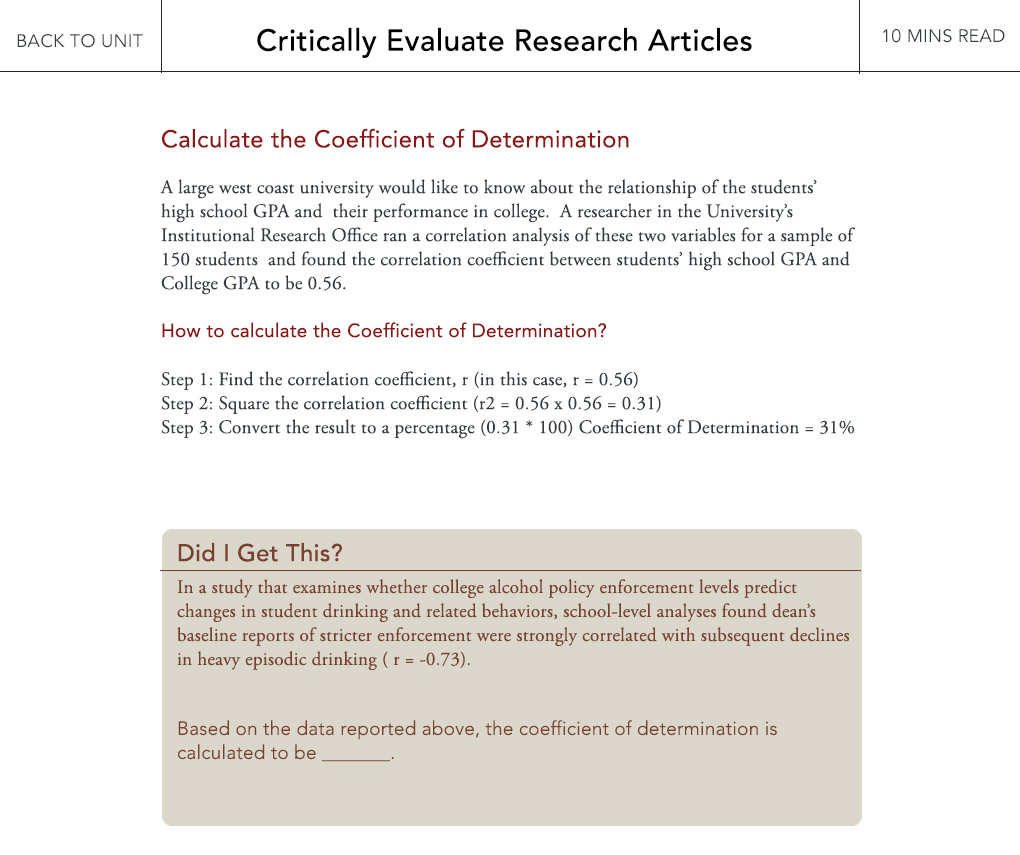 BACK TO UNIT
Critically Evaluate Research Articles
10 MINS READ
Calculate the Coefficient of Determination
A large west coast university would like to know about the relationship of the students’
high school GPA and  their performance in college.  A researcher in the University’s
Institutional Research Office ran a correlation analysis of these two variables for a sample of
150 students  and found the correlation coefficient between students’ high school GPA and
College GPA to be 0.56.
How to calculate the Coefficient of Determination?
Step 1: Find the correlation coefficient, r (in this case, r = 0.56)
Step 2: Square the correlation coefficient (r2 = 0.56 x 0.56 = 0.31)
Step 3: Convert the result to a percentage (0.31 * 100) Coefficient of Determination = 31%
Did I Get This?
In a study that examines whether college alcohol policy enforcement levels predict
changes in student drinking and related behaviors, school-level analyses found dean’s
baseline reports of stricter enforcement were strongly correlated with subsequent declines
in heavy episodic drinking ( r = -0.73).
Based on the data reported above, the coefficient of determination is
calculated to be _______.